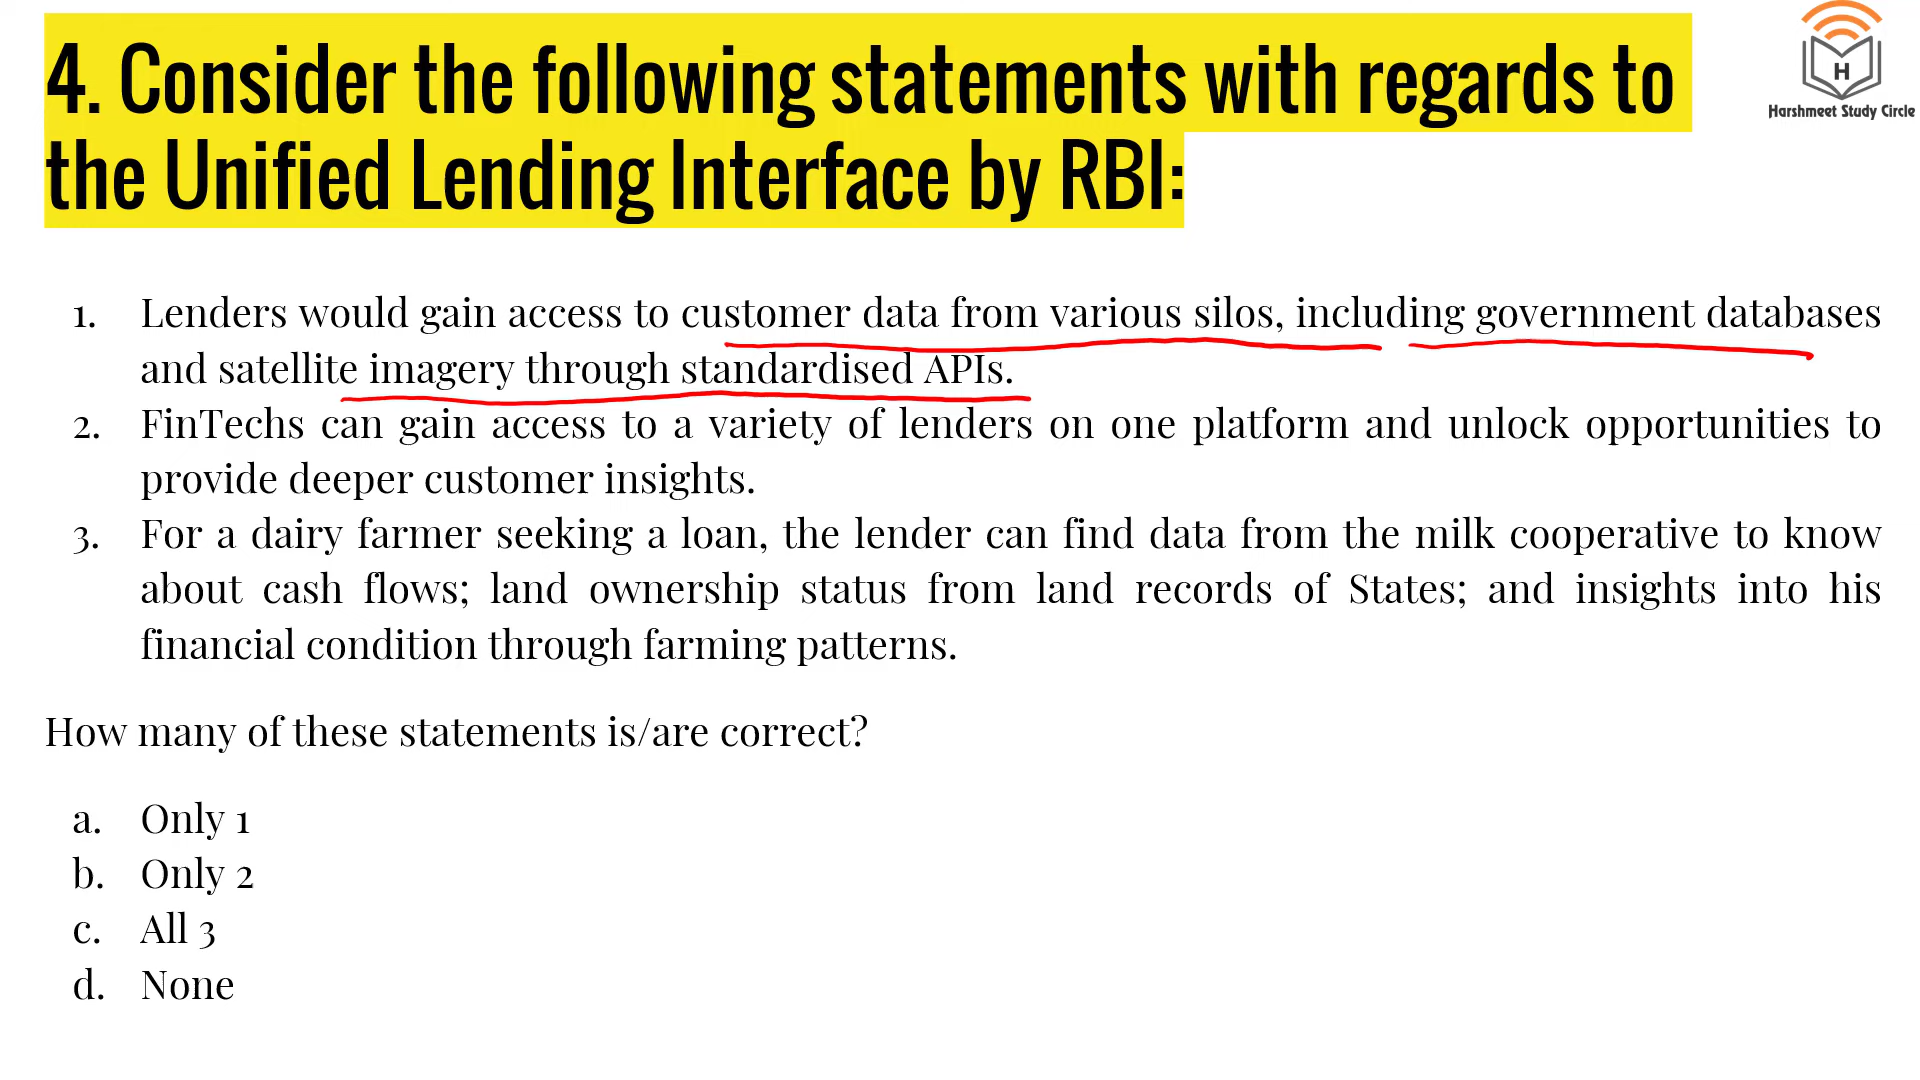 4. Consider the following statements with regards to
the Unified Lending Interface by RBI:
H
Harshmeet Study Circle
1. Lenders would gain access to customer data from various silos, including government databases
and satellite imagery through standardised APIs.
2. FinTechs can gain access to a variety of lenders on one platform and unlock opportunities to
provide deeper customer insights.
3. For a dairy farmer seeking a loan, the lender can find data from the milk cooperative to know
about cash flows; land ownership status from land records of States; and insights into his
financial condition through farming patterns.
How many of these statements is/are correct?
a. Only 1
b. Only 2
c. All 3
d. None